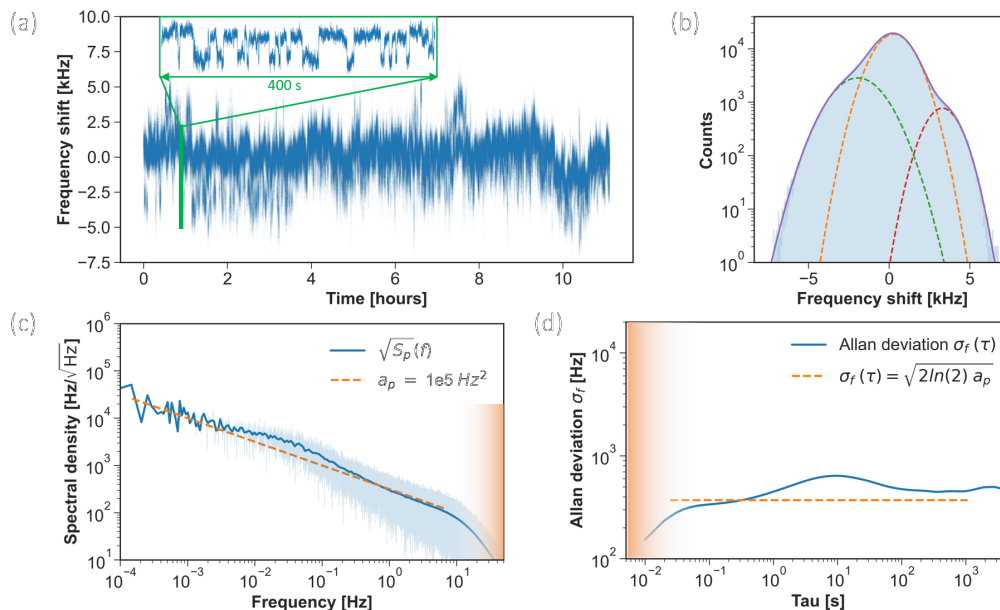 (a)
10.0
7.5
5.0
2.5
0.0
−2.5
−5.0
−7.5
Frequency shift [kHz]
400 s
0 2 4 6 8 10
Time [hours]
(b)
10⁴
10³
10²
10¹
10⁰
Counts
−5 0 5
Frequency shift [kHz]
(c)
10⁶
10⁵
10⁴
10³
10²
10¹
Spectral density [Hz/√Hz]
√Sₚ(f)
aₚ = 1e5 Hz²
10⁻⁴ 10⁻³ 10⁻² 10⁻¹ 10⁰ 10¹
Frequency [Hz]
(d)
10⁴
10³
10²
Allan deviation σ_f [Hz]
Allan deviation σ_f (τ)
σ_f (τ) = √2ln(2) aₚ
10⁻² 10⁻¹ 10⁰ 10¹ 10² 10³
Tau [s]